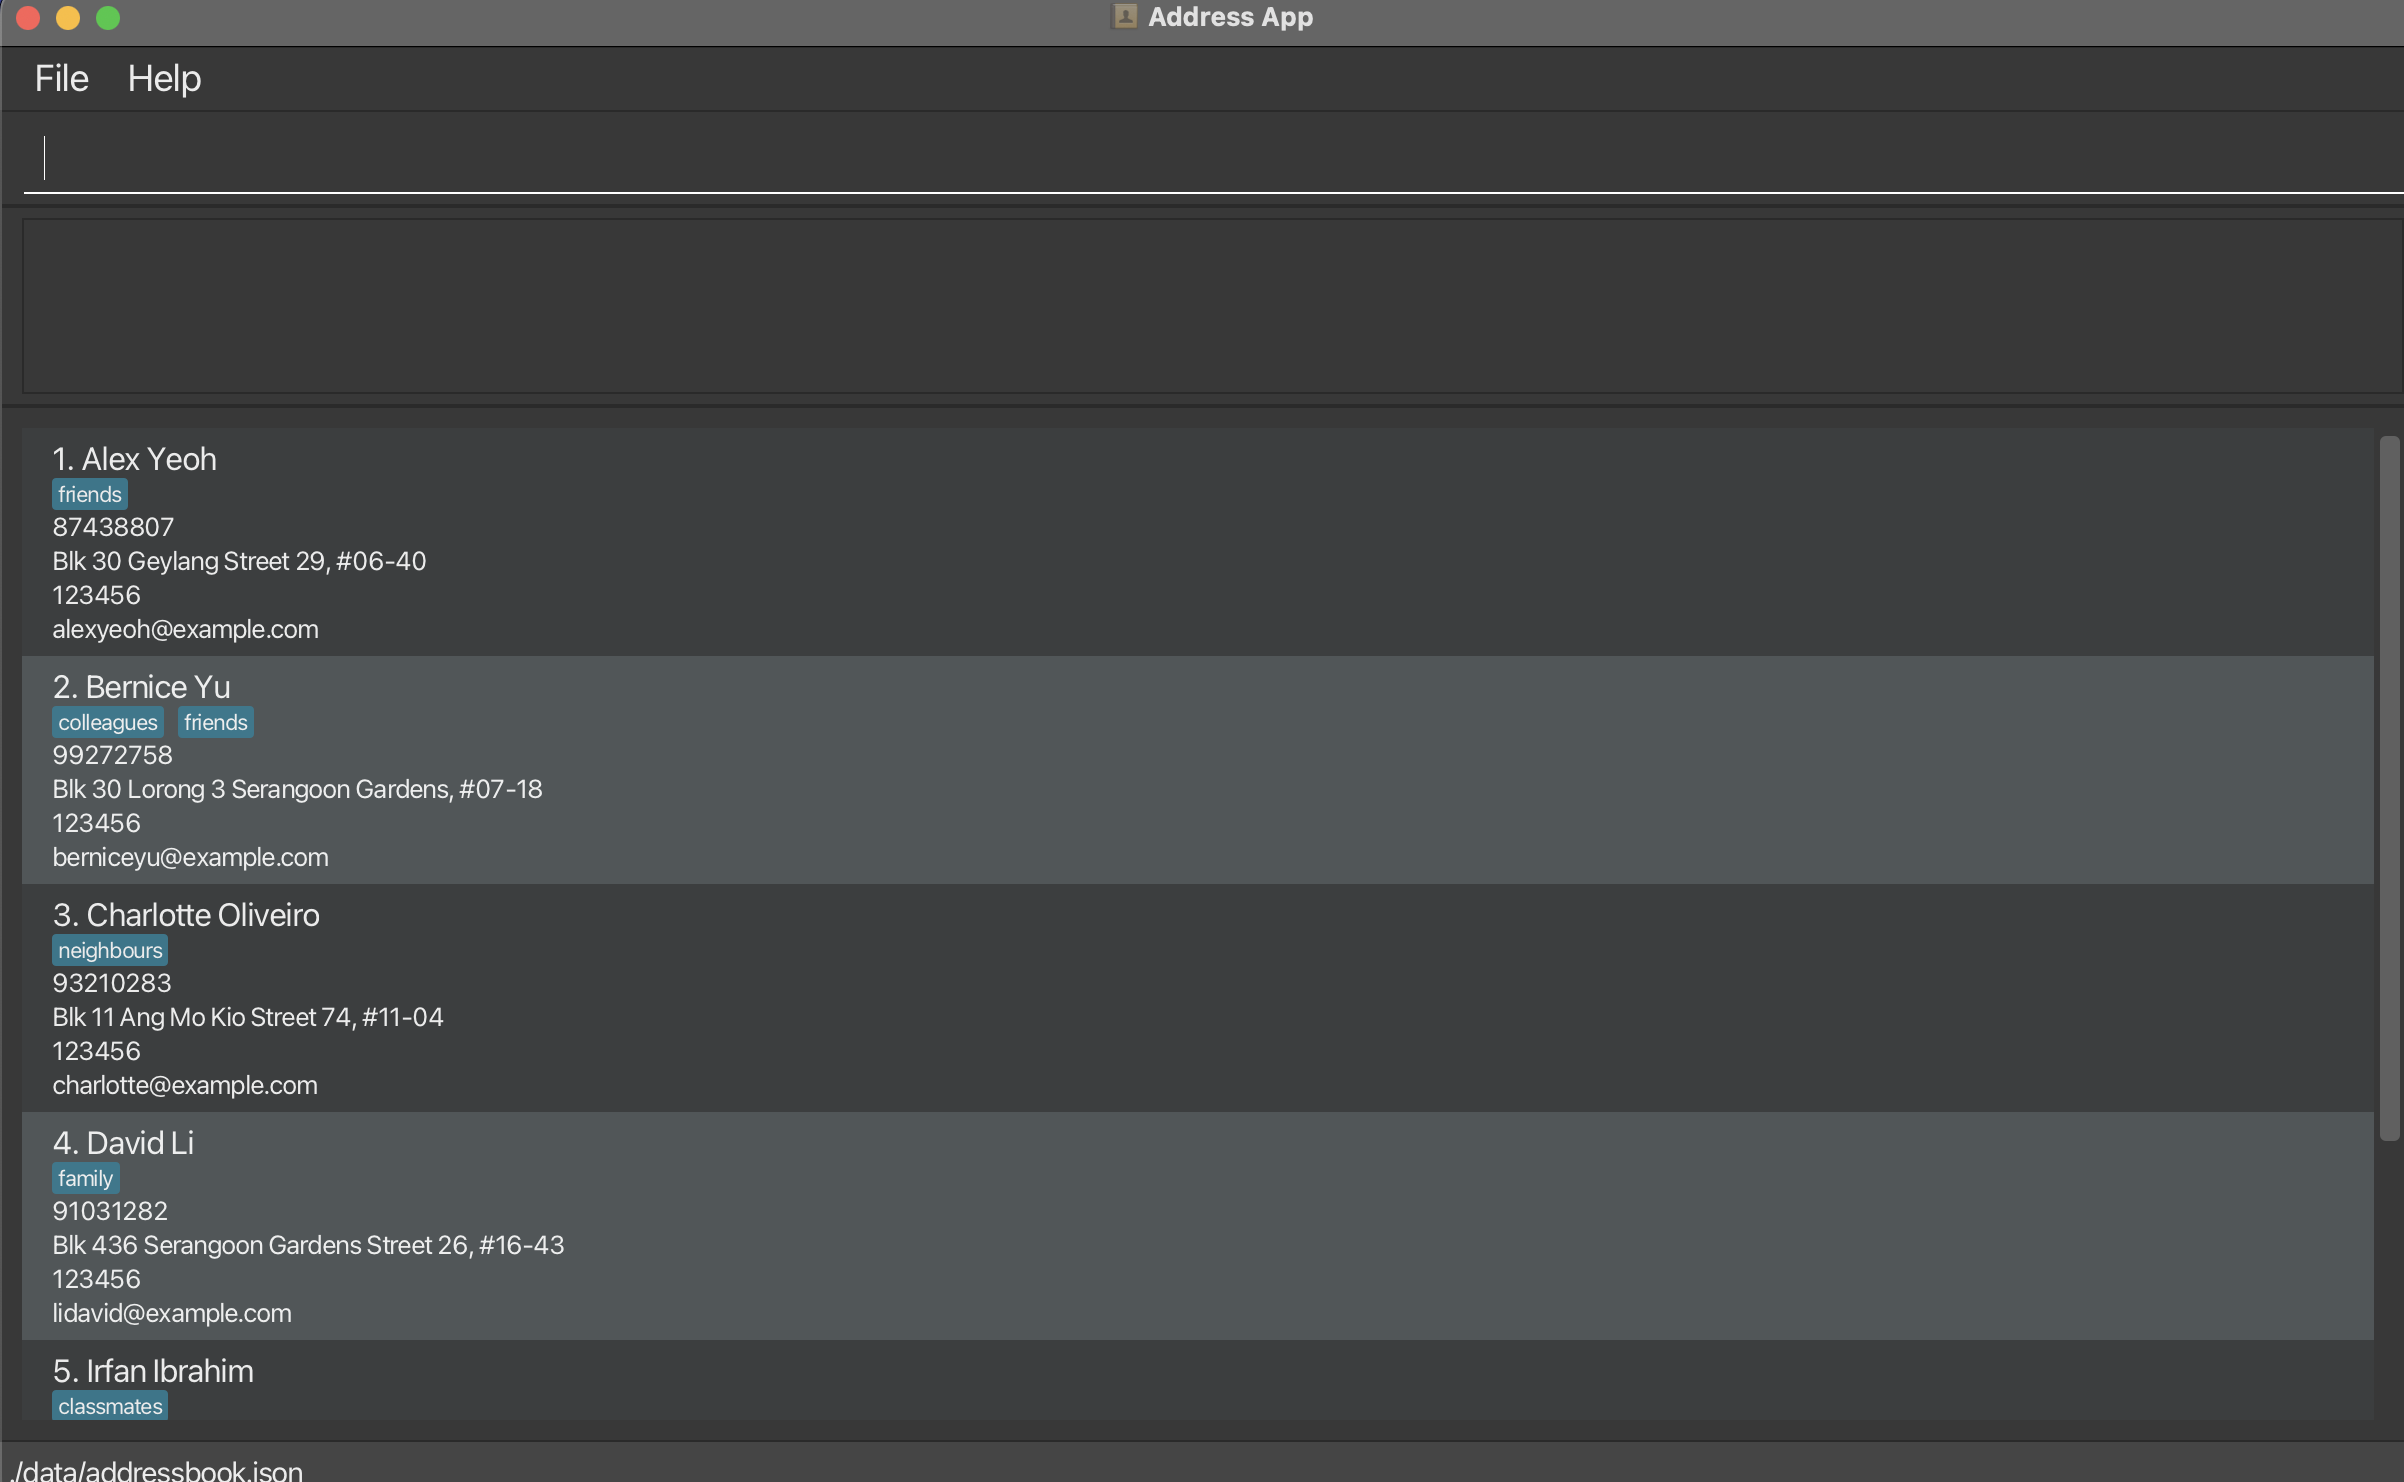 Address App
File Help
1. Alex Yeoh
friends
87438807
Blk 30 Geylang Street 29, #06-40
123456
alexyeoh@example.com
2. Bernice Yu
colleagues friends
99272758
Blk 30 Lorong 3 Serangoon Gardens, #07-18
123456
berniceyu@example.com
3. Charlotte Oliveiro
neighbours
93210283
Blk 11 Ang Mo Kio Street 74, #11-04
123456
charlotte@example.com
4. David Li
family
91031282
Blk 436 Serangoon Gardens Street 26, #16-43
123456
lidavid@example.com
5. Irfan Ibrahim
classmates
./data/addressbook.json